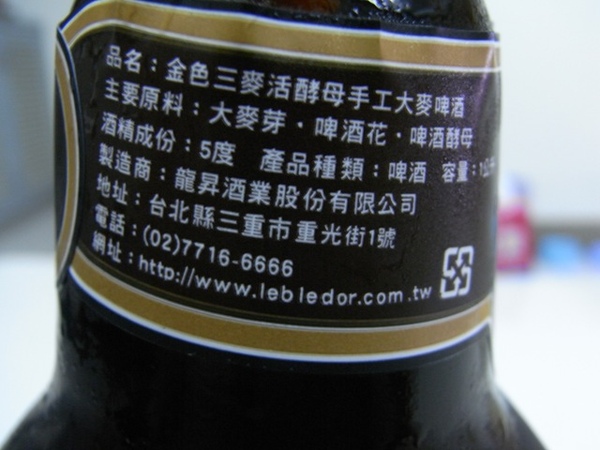 品名：金色三麥活酵母手工大麥啤酒
主要原料：大麥芽·啤酒花·啤酒酵母
酒精成份：5度 產品種類：啤酒 容量：1公升
製造商：龍昇酒業股份有限公司
地址：台北縣三重市重光街1號
電話：(02)7716-6666
網址：http://www.lebledor.com.tw